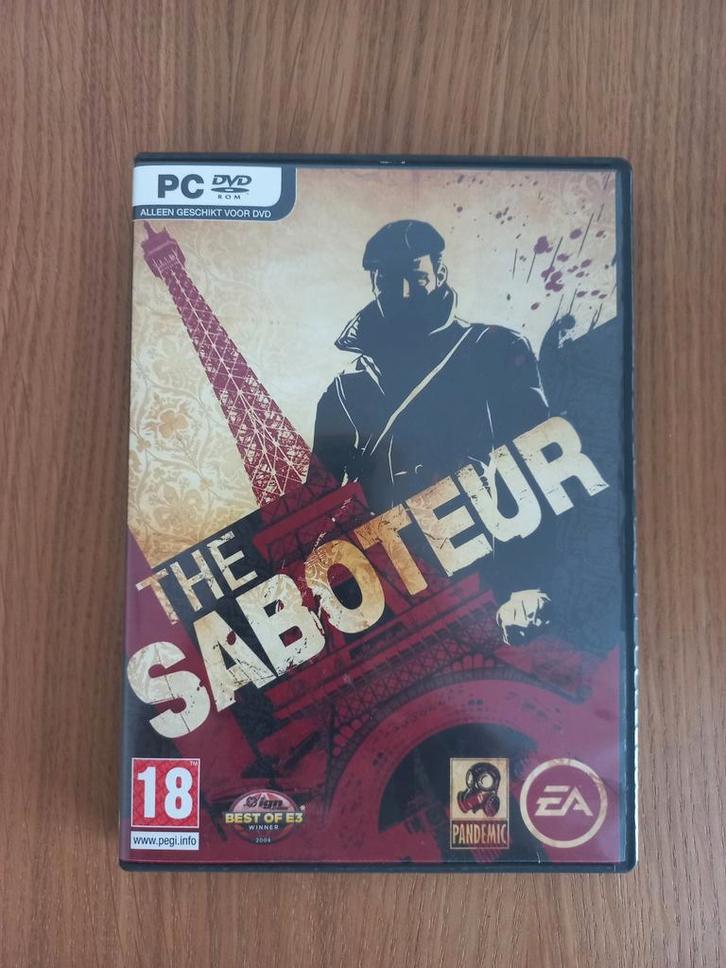 PC DVD
ROM
ALLEEN GESCHIKT VOOR DVD
THE
SABOTEUR
18 TM
www.pegi.info
ign
BEST OF E3
WINNER
PANDEMIC
EA